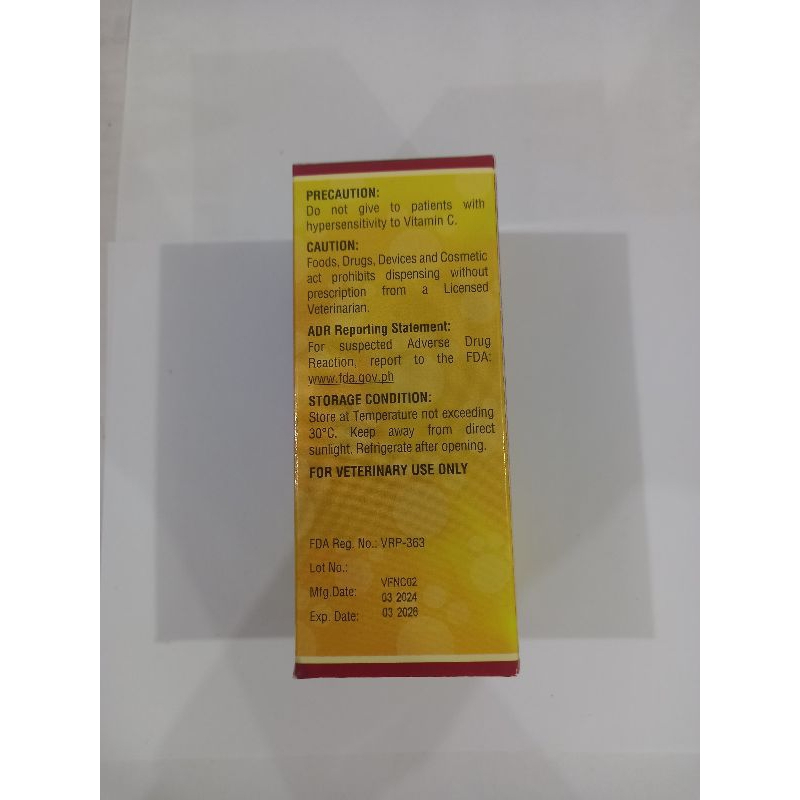 PRECAUTION:
Do not give to patients with
hypersensitivity to Vitamin C.
CAUTION:
Foods, Drugs, Devices and Cosmetic
act prohibits dispensing without
prescription from a Licensed
Veterinarian.
ADR Reporting Statement:
For suspected Adverse Drug
Reaction, report to the FDA:
www.fda.gov.ph
STORAGE CONDITION:
Store at Temperature not exceeding
30°C. Keep away from direct
sunlight. Refrigerate after opening.
FOR VETERINARY USE ONLY
FDA Reg. No.: VRP-363
Lot No.: VFNC02
Mfg.Date: 03 2024
Exp. Date: 03 2026